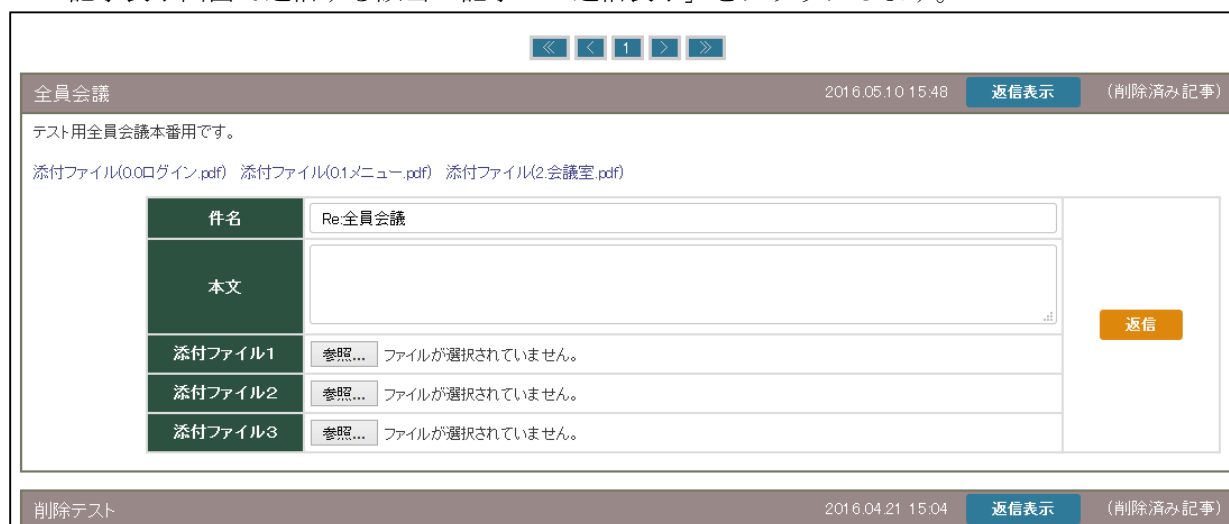 ≪ < 1 > ≫
全員会議 2016.05.10 15:48 返信表示 (削除済み記事)
テスト用全員会議本番用です。
添付ファイル(0.0ログイン.pdf) 添付ファイル(0.1メニュー.pdf) 添付ファイル(2.会議室.pdf)
件名 Re:全員会議
本文
返信
添付ファイル1 参照... ファイルが選択されていません。
添付ファイル2 参照... ファイルが選択されていません。
添付ファイル3 参照... ファイルが選択されていません。
削除テスト 2016.04.21 15:04 返信表示 (削除済み記事)